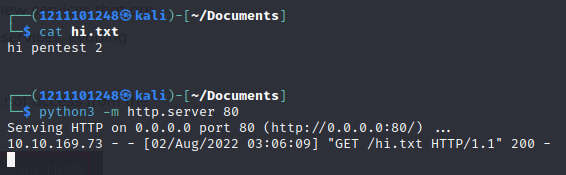 ┌──(1211101248㉿kali)-[~/Documents]
└─$ cat hi.txt
hi pentest 2
┌──(1211101248㉿kali)-[~/Documents]
└─$ python3 -m http.server 80
Serving HTTP on 0.0.0.0 port 80 (http://0.0.0.0:80/) ...
10.10.169.73 - - [02/Aug/2022 03:06:09] "GET /hi.txt HTTP/1.1" 200 -